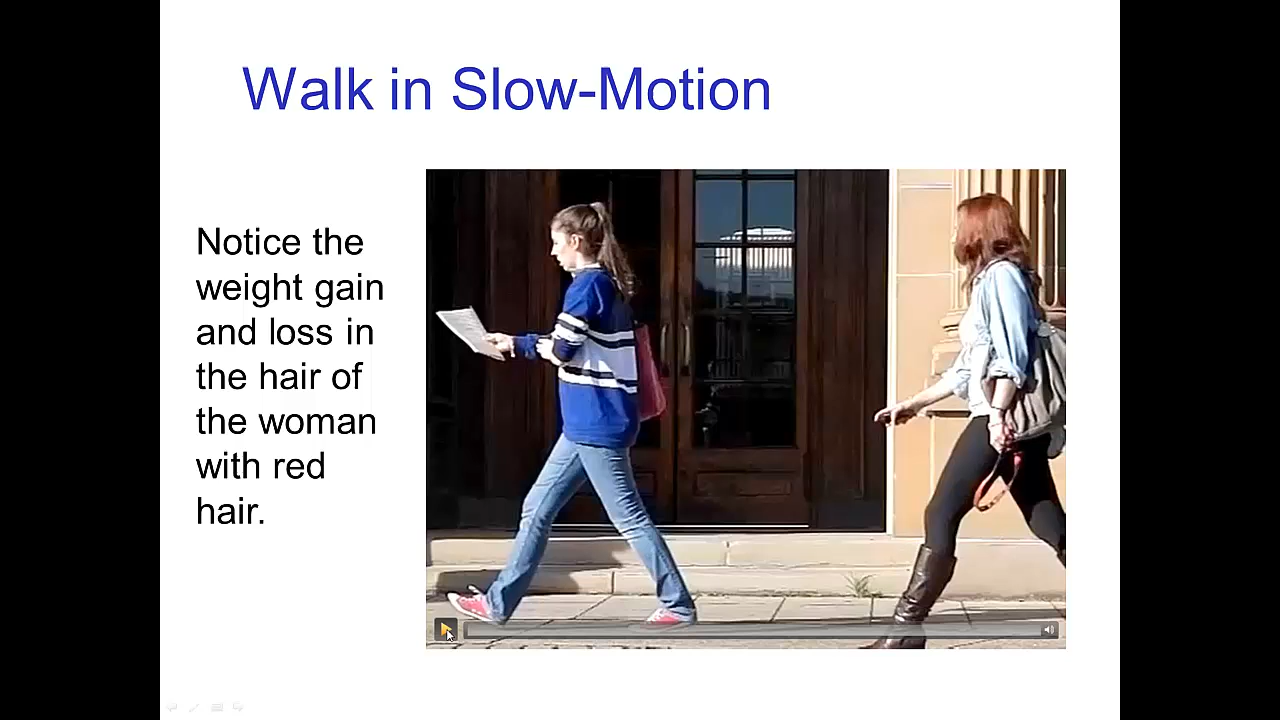 Walk in Slow-Motion
Notice the
weight gain
and loss in
the hair of
the woman
with red
hair.